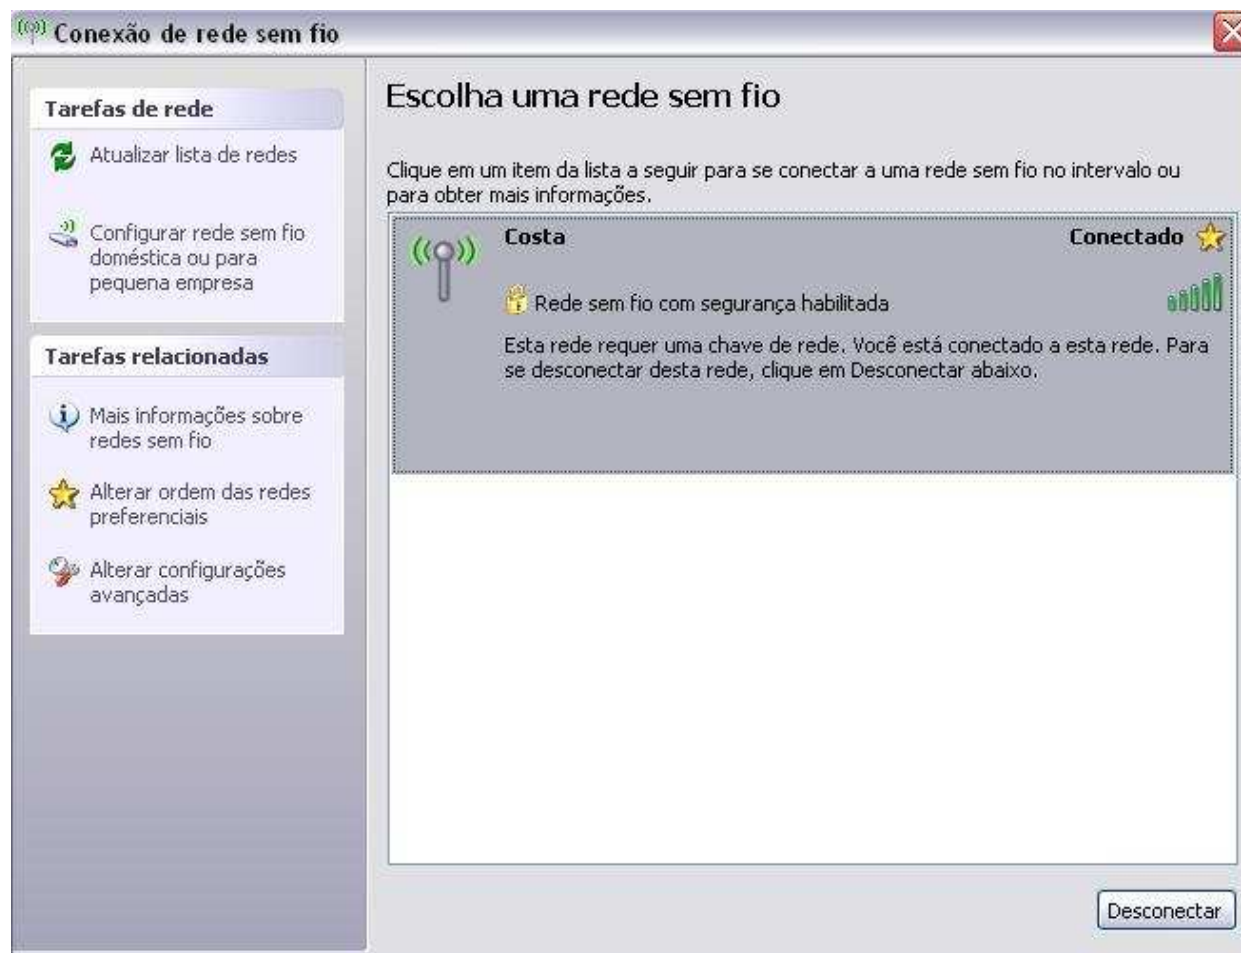 Conexão de rede sem fio
Tarefas de rede
Atualizar lista de redes
Configurar rede sem fio
doméstica ou para
pequena empresa
Tarefas relacionadas
Mais informações sobre
redes sem fio
Alterar ordem das redes
preferenciais
Alterar configurações
avançadas
Escolha uma rede sem fio
Clique em um item da lista a seguir para se conectar a uma rede sem fio no intervalo ou
para obter mais informações.
Costa
Conectado
Rede sem fio com segurança habilitada
Esta rede requer uma chave de rede. Você está conectado a esta rede. Para
se desconectar desta rede, clique em Desconectar abaixo.
Desconectar